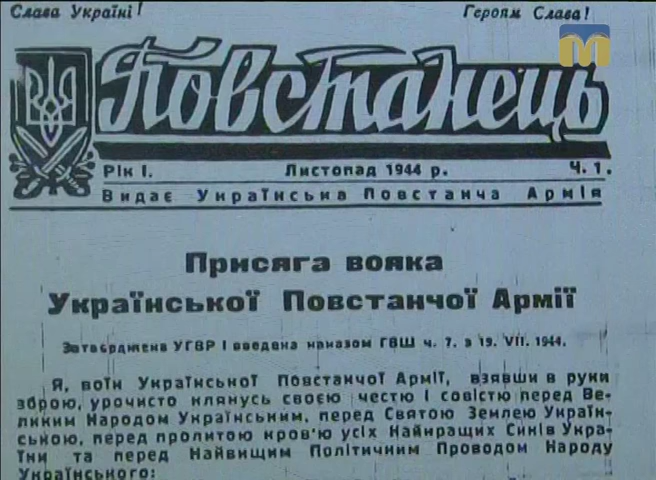 Слава Україні!
Героям Слава!
Повстанець
Рік І. Листопад 1944 р. Ч. 1.
Видає Українська Повстанча Армія
Присяга вояка
Української Повстанчої Армії
Затверджена УГВР і введена наказом ГВШ ч. 7. з 19. VII. 1944.
Я, воїн Української Повстанчої Армії, взявши в руки
зброю, урочисто клянусь своєю честю і совістю перед Ве-
ликим Народом Українським, перед Святою Землею Україн-
ською, перед пролитою кров'ю усіх Найкращих Синів Укра-
їни та перед Найвищим Політичним Проводом Народу
Українського: